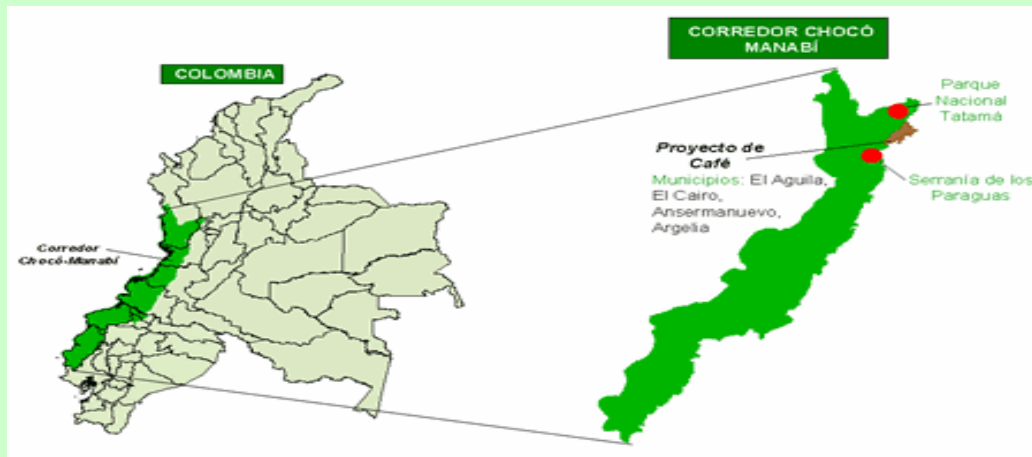 CORREDOR CHOCÓ
MANABÍ
COLOMBIA
Parque
Nacional
Tatamá
Proyecto de
Café
Municipios: El Aguila,
El Cairo,
Ansermanuevo,
Argelia
Serranía de los
Paraguas
Corredor
Chocó-Manabí